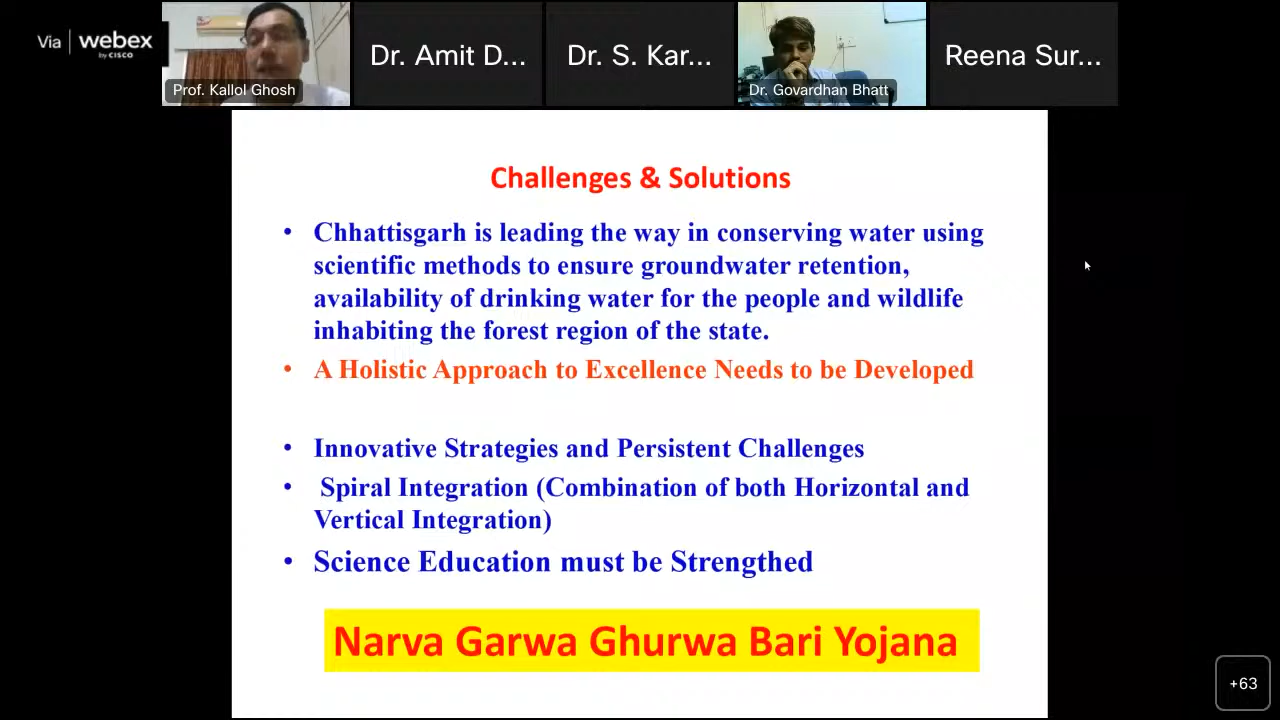 Via | webex
by CISCO
Prof. Kallol Ghosh
Dr. Amit D...
Dr. S. Kar...
Dr. Govardhan Bhatt
Reena Sur...
Challenges & Solutions
• Chhattisgarh is leading the way in conserving water using
scientific methods to ensure groundwater retention,
availability of drinking water for the people and wildlife
inhabiting the forest region of the state.
• A Holistic Approach to Excellence Needs to be Developed
• Innovative Strategies and Persistent Challenges
• Spiral Integration (Combination of both Horizontal and
Vertical Integration)
• Science Education must be Strengthed
Narva Garwa Ghurwa Bari Yojana
+63